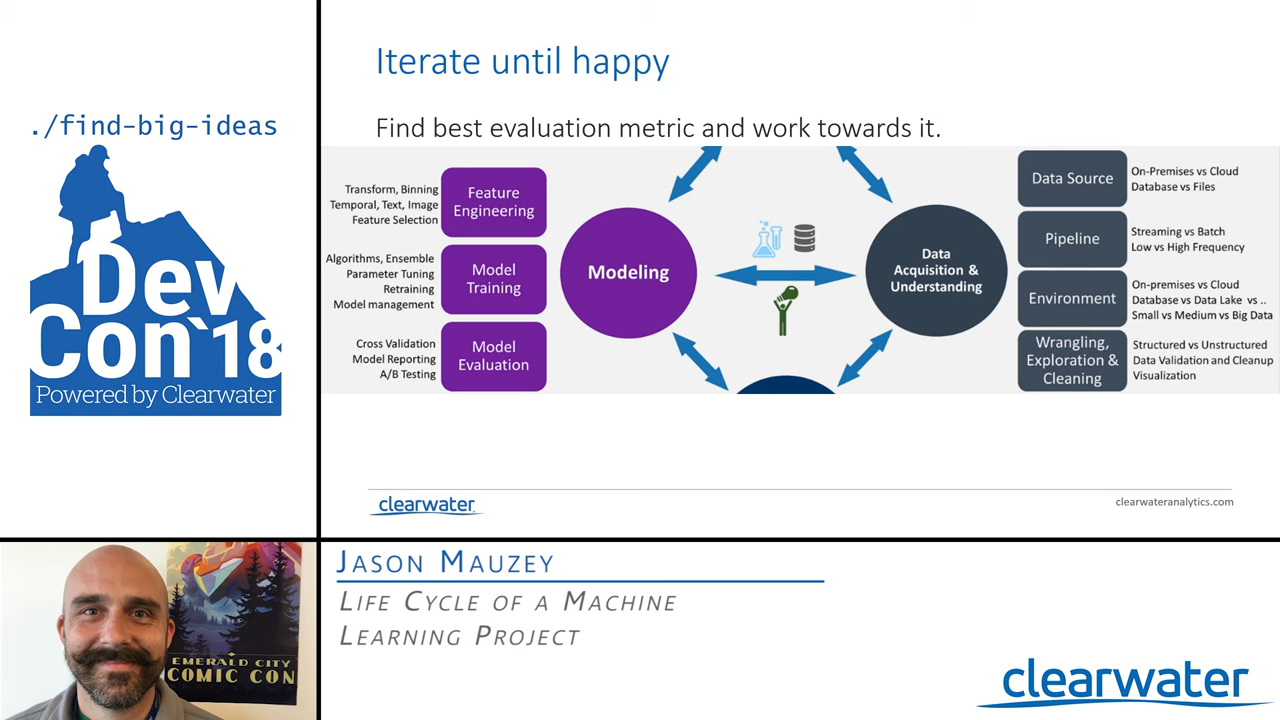 ./find-big-ideas
Dev
Con`18
Powered by Clearwater
Iterate until happy
Find best evaluation metric and work towards it.
Transform, Binning
Temporal, Text, Image
Feature Selection
Feature
Engineering
Algorithms, Ensemble
Parameter Tuning
Retraining
Model management
Model
Training
Cross Validation
Model Reporting
A/B Testing
Model
Evaluation
Modeling
Data
Acquisition &
Understanding
Data Source
On-Premises vs Cloud
Database vs Files
Pipeline
Streaming vs Batch
Low vs High Frequency
Environment
On-premises vs Cloud
Database vs Data Lake vs ..
Small vs Medium vs Big Data
Wrangling,
Exploration &
Cleaning
Structured vs Unstructured
Data Validation and Cleanup
Visualization
clearwater
clearwateranalytics.com
EMERALD CITY
COMIC CON
JASON MAUZEY
LIFE CYCLE OF A MACHINE
LEARNING PROJECT
clearwater